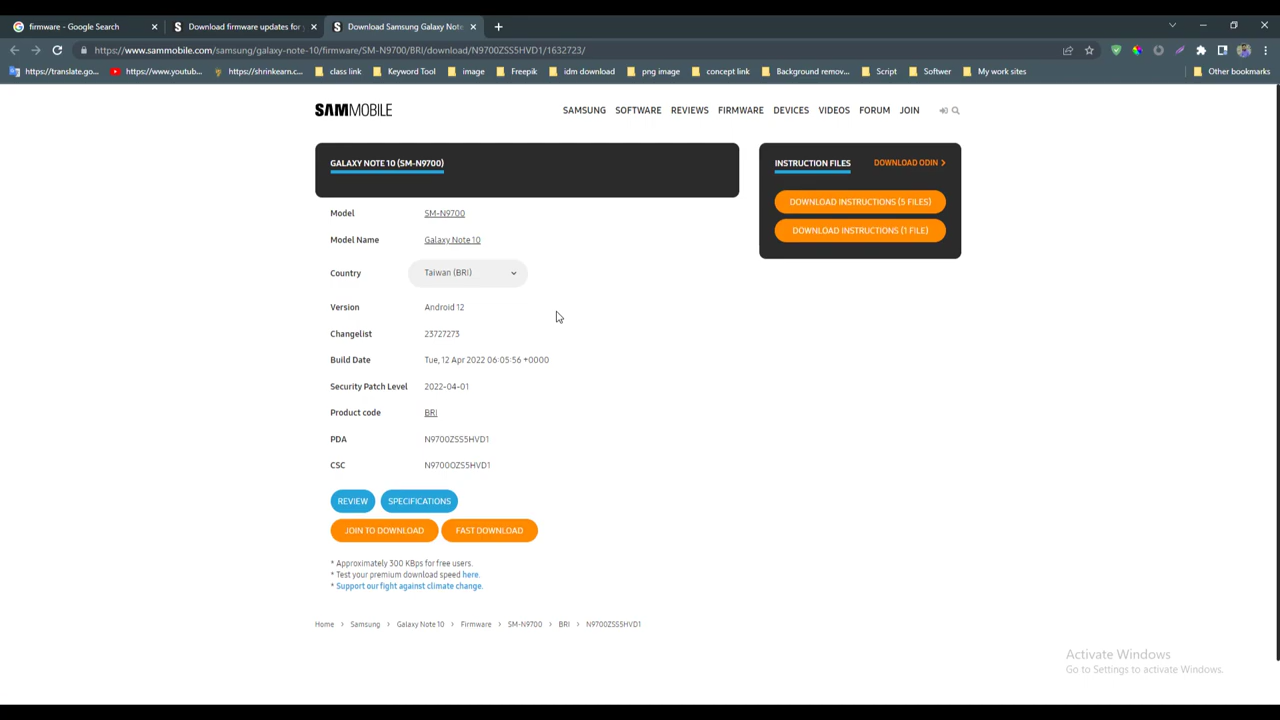 firmware - Google Search
Download firmware updates for
Download Samsung Galaxy Note
https://www.sammobile.com/samsung/galaxy-note-10/firmware/SM-N9700/BRI/download/N9700ZSS5HVD1/1632723/
https://translate.go... https://www.youtub... https://shrinkearn.c... class link Keyword Tool image Freepik idm download png image concept link Background remov... Script Softwer My work sites Other bookmarks
SAMMOBILE
SAMSUNG SOFTWARE REVIEWS FIRMWARE DEVICES VIDEOS FORUM JOIN
GALAXY NOTE 10 (SM-N9700)
INSTRUCTION FILES DOWNLOAD ODIN
DOWNLOAD INSTRUCTIONS (5 FILES)
DOWNLOAD INSTRUCTIONS (1 FILE)
Model SM-N9700
Model Name Galaxy Note 10
Country Taiwan (BRI)
Version Android 12
Changelist 23727273
Build Date Tue, 12 Apr 2022 06:05:56 +0000
Security Patch Level 2022-04-01
Product code BRI
PDA N9700ZSS5HVD1
CSC N9700OZS5HVD1
REVIEW SPECIFICATIONS
JOIN TO DOWNLOAD FAST DOWNLOAD
* Approximately 300 KBps for free users.
* Test your premium download speed here.
* Support our fight against climate change.
Home > Samsung > Galaxy Note 10 > Firmware > SM-N9700 > BRI > N9700ZSS5HVD1
Activate Windows
Go to Settings to activate Windows.